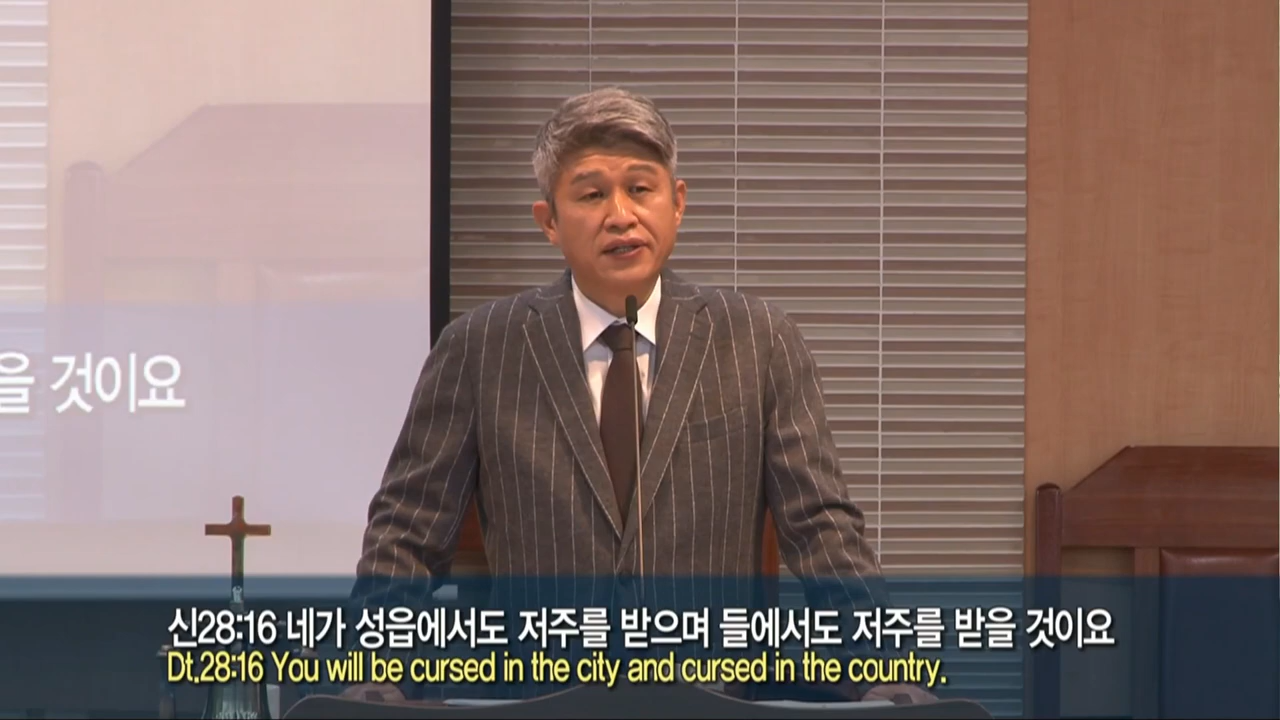 을 것이요
신28:16 네가 성읍에서도 저주를 받으며 들에서도 저주를 받을 것이요
Dt.28:16 You will be cursed in the city and cursed in the country.